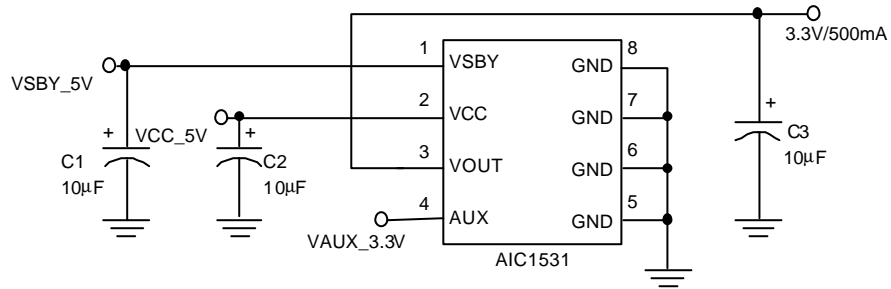 3.3V/500mA
VSBY_5V
1
VSBY
8
GND
2
VCC
7
GND
VCC_5V
+
C1
10µF
+
C2
10µF
3
VOUT
6
GND
+
C3
10µF
VAUX_3.3V
4
AUX
5
GND
AIC1531